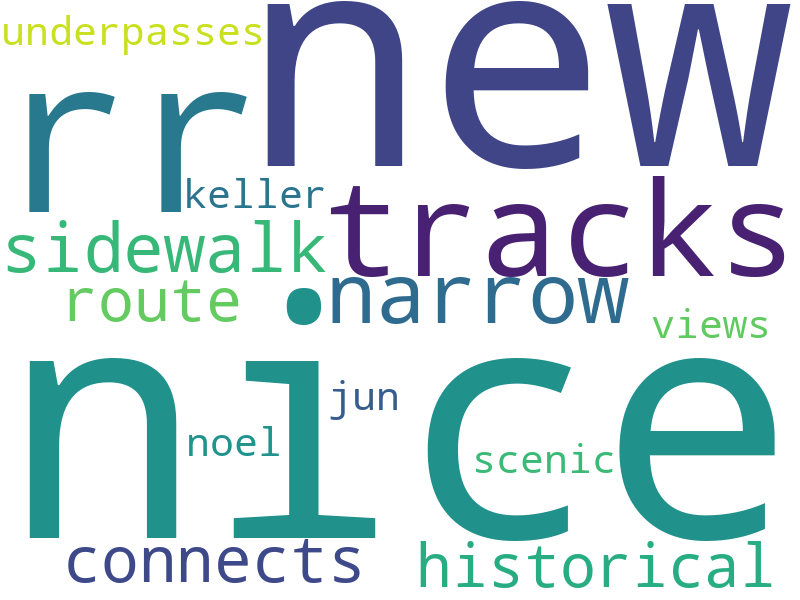 underpasses
new
rr
keller
tracks
sidewalk
narrow
route
views
nice
jun
noel
scenic
connects
historical